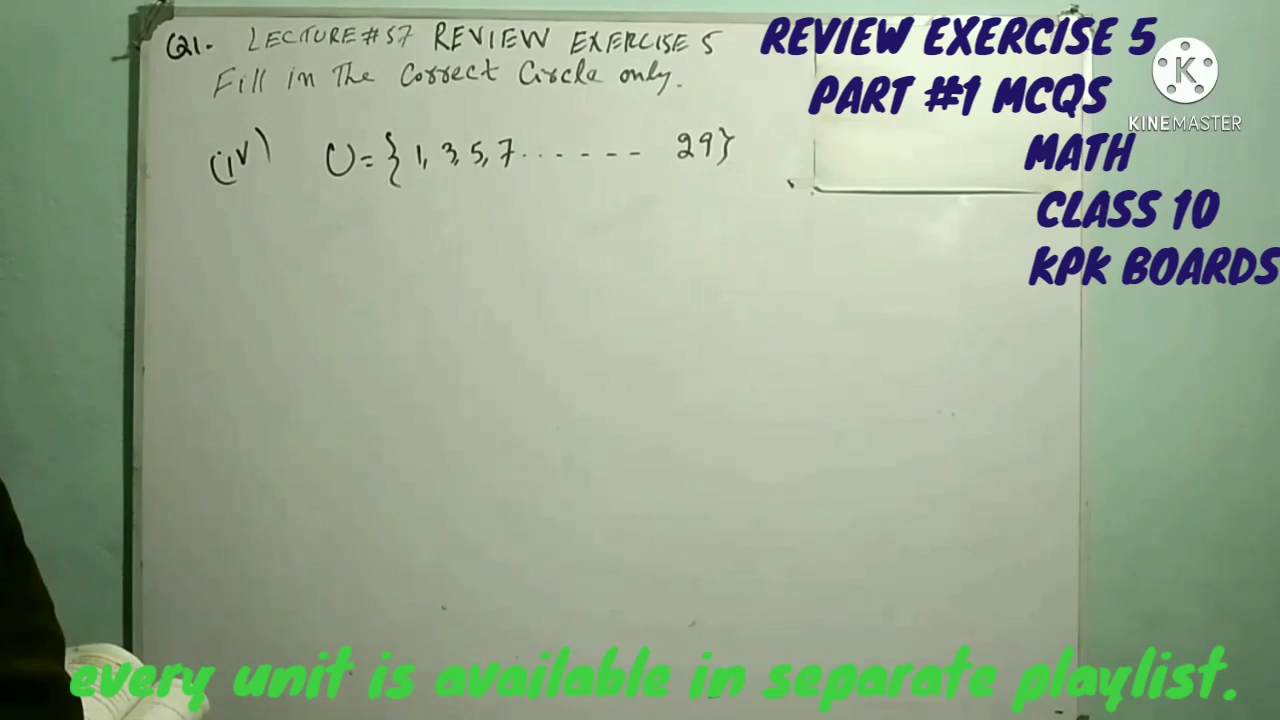 Q1. LECTURE#57 REVIEW EXERCISE 5
Fill in The Correct Circle only.
(iv) U={1,3,5,7...... 29}
REVIEW EXERCISE 5
PART #1 MCQS
MATH
CLASS 10
KPK BOARDS
K
KINEMASTER
every unit is available in separate playlist.